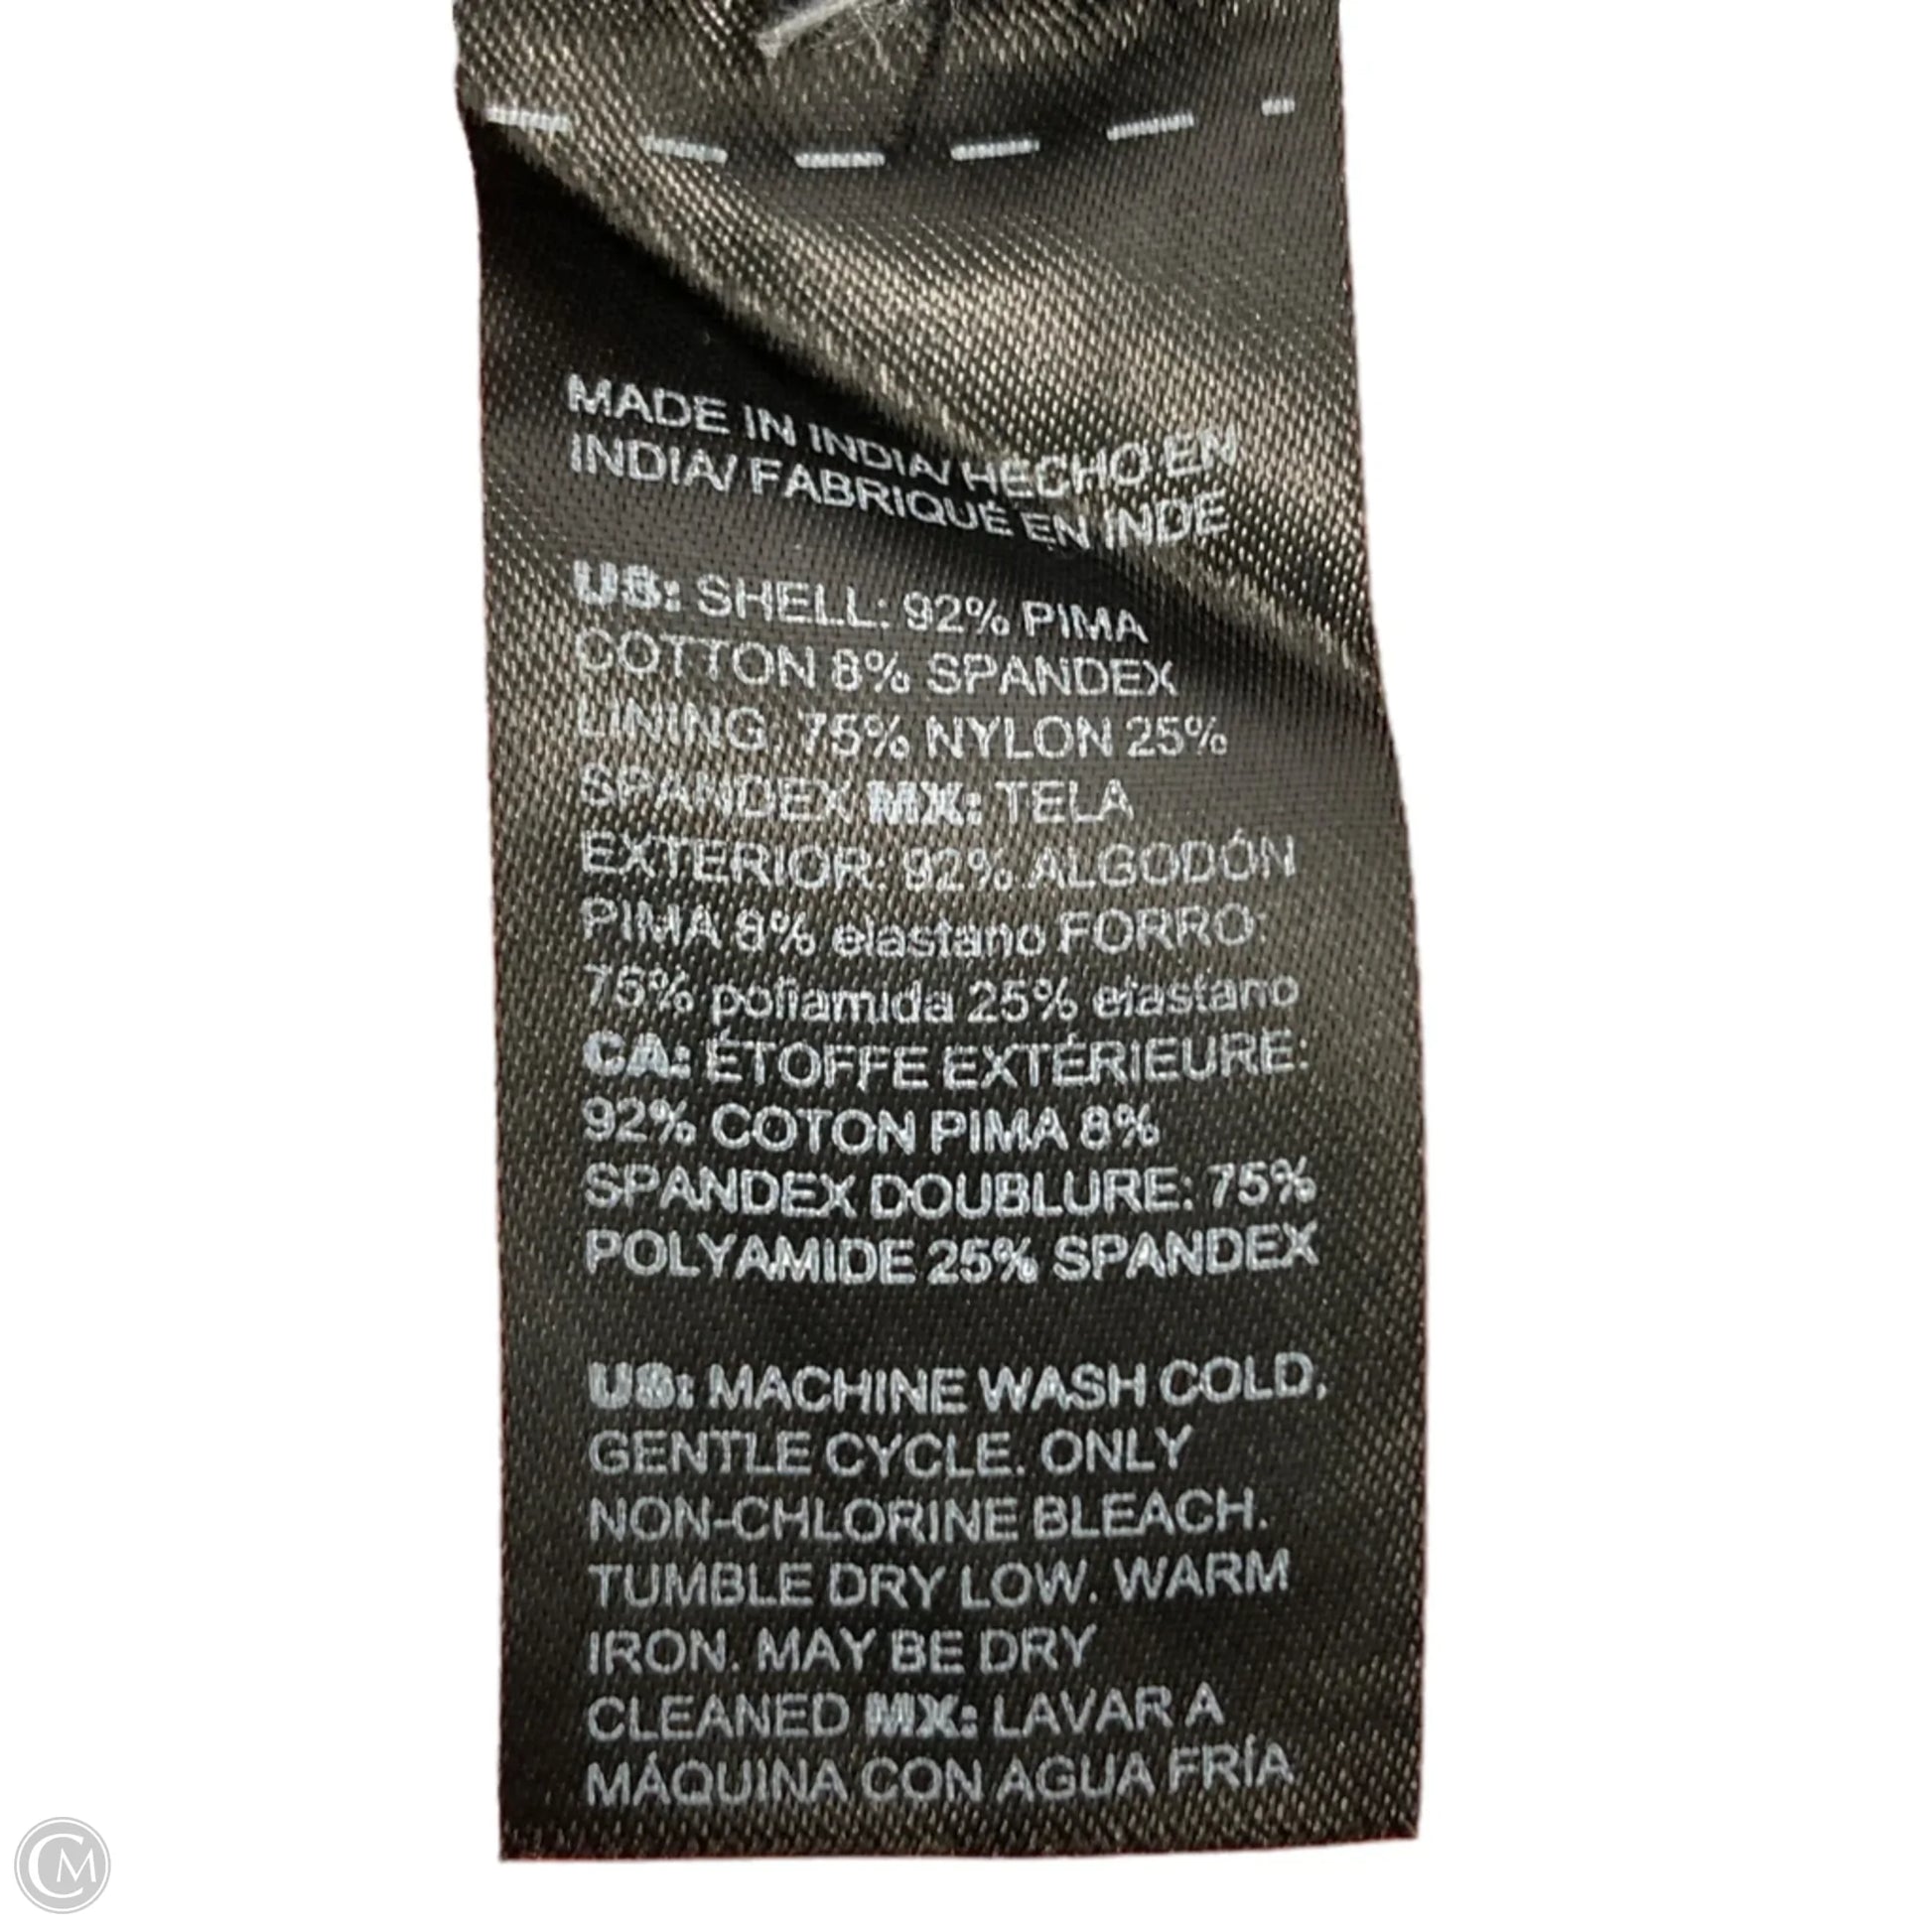 MADE IN INDIA/ HECHO EN
INDIA/ FABRIQUÉ EN INDE
US: SHELL: 92% PIMA
COTTON 8% SPANDEX
LINING: 75% NYLON 25%
SPANDEX MX: TELA
EXTERIOR: 92% ALGODÓN
PIMA 8% elastano FORRO:
75% poliamida 25% elastano
CA: ÉTOFFE EXTÉRIEURE:
92% COTON PIMA 8%
SPANDEX DOUBLURE: 75%
POLYAMIDE 25% SPANDEX
US: MACHINE WASH COLD,
GENTLE CYCLE. ONLY
NON-CHLORINE BLEACH.
TUMBLE DRY LOW. WARM
IRON. MAY BE DRY
CLEANED MX: LAVAR A
MÁQUINA CON AGUA FRÍA
CM